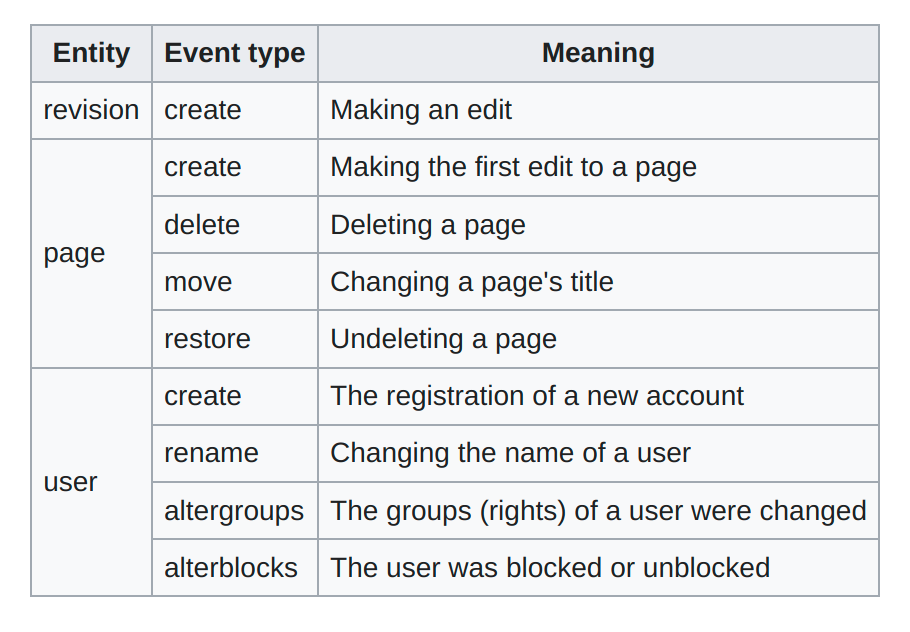 Entity Event type Meaning
revision create Making an edit
page create Making the first edit to a page
delete Deleting a page
move Changing a page's title
restore Undeleting a page
user create The registration of a new account
rename Changing the name of a user
altergroups The groups (rights) of a user were changed
alterblocks The user was blocked or unblocked